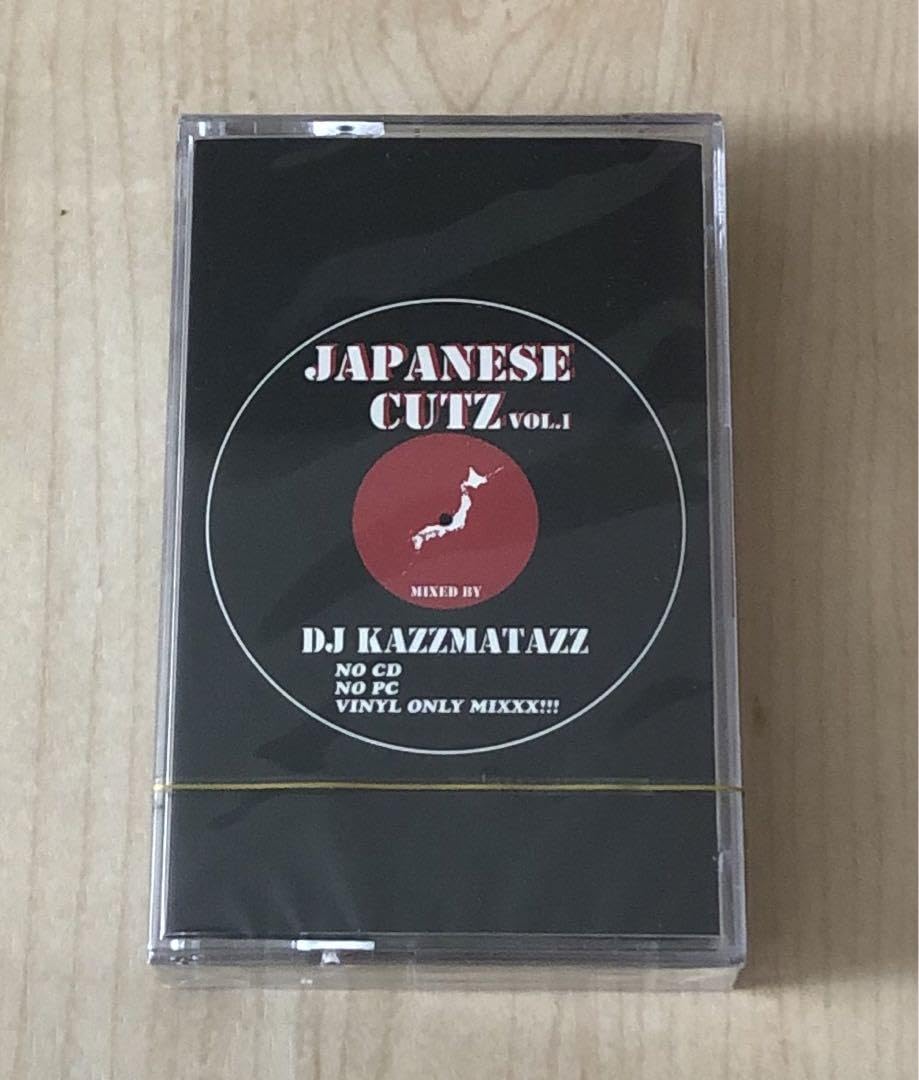 JAPANESE
CUTZ VOL.1
MIXED BY
DJ KAZZMATAZZ
NO CD
NO PC
VINYL ONLY MIXXX!!!